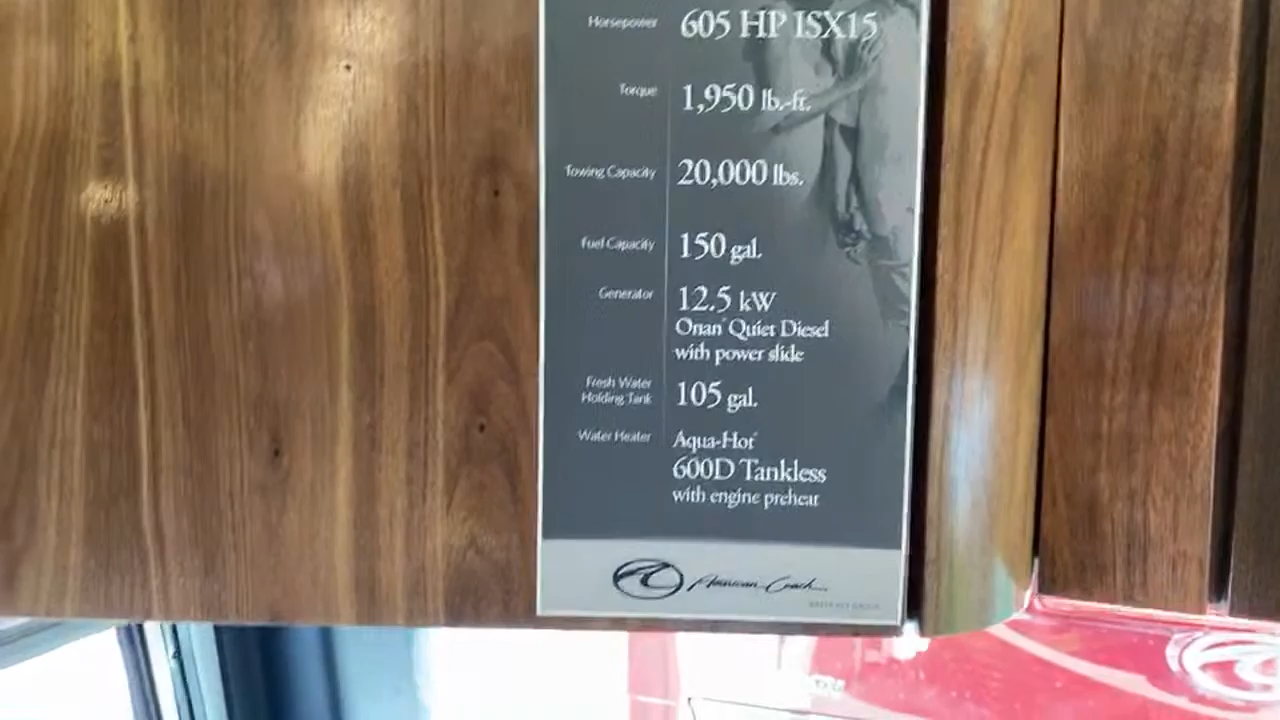 Horsepower 605 HP ISX15
Torque 1,950 lb.-ft.
Towing Capacity 20,000 lbs.
Fuel Capacity 150 gal.
Generator 12.5 kW
Onan® Quiet Diesel
with power slide
Fresh Water
Holding Tank 105 gal.
Water Heater Aqua-Hot®
600D Tankless
with engine preheat
American Coach